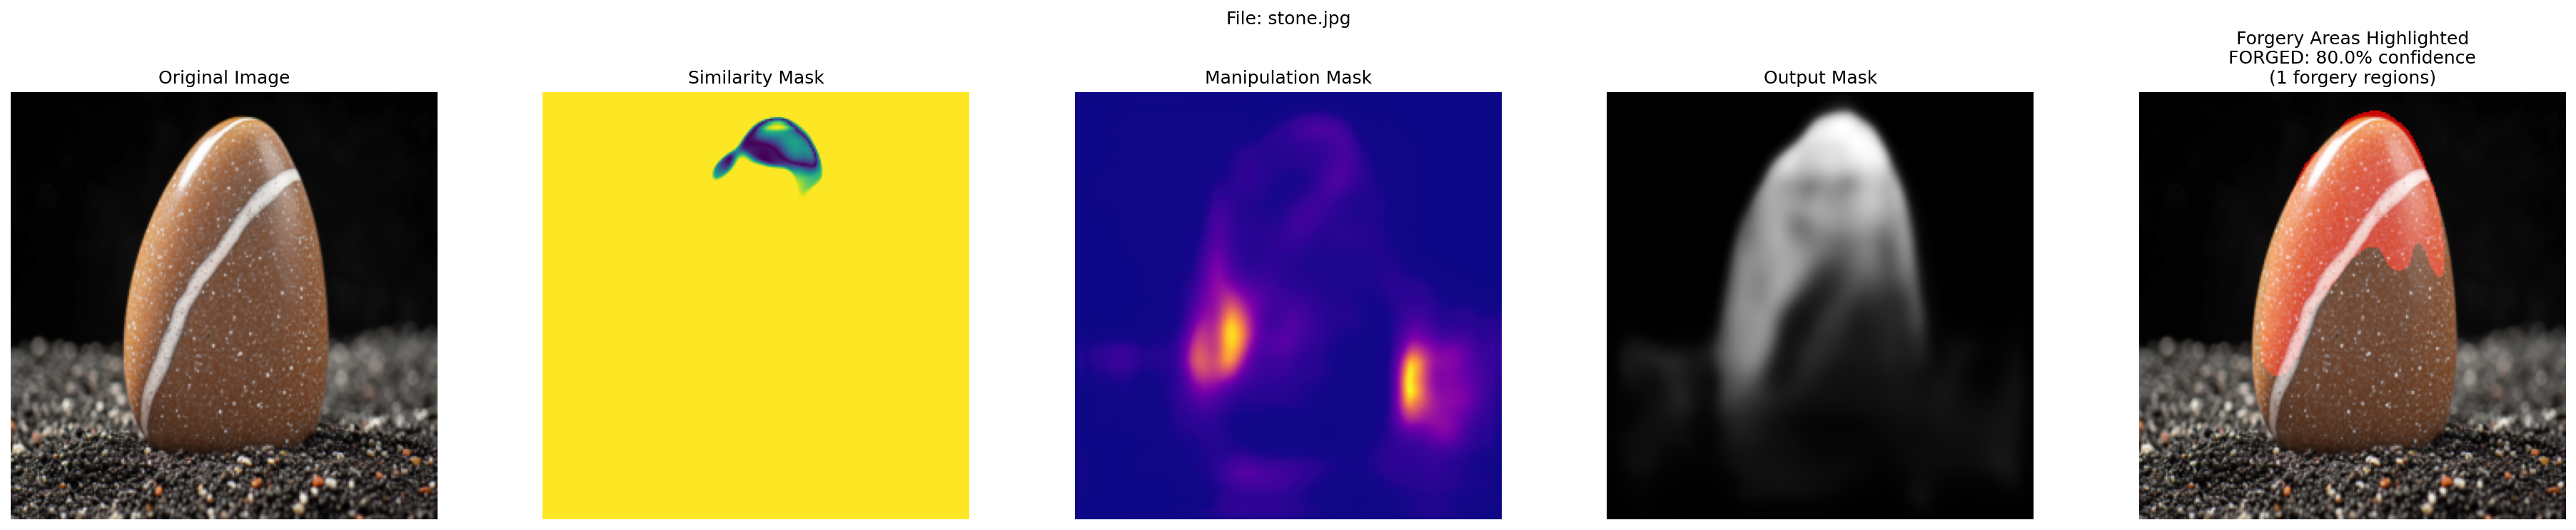 File: stone.jpg
Original Image
Similarity Mask
Manipulation Mask
Output Mask
Forgery Areas Highlighted
FORGED: 80.0% confidence
(1 forgery regions)